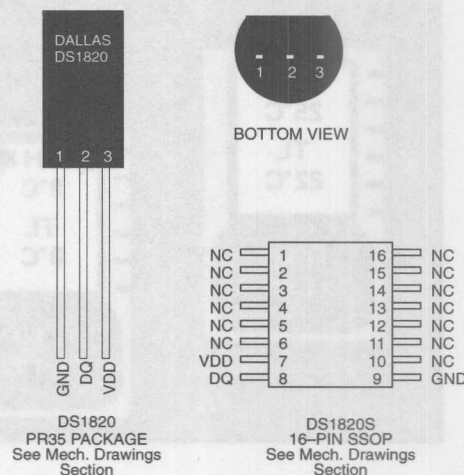 DALLAS
DS1820
1 2 3
GND DQ VDD
DS1820
PR35 PACKAGE
See Mech. Drawings
Section
1 2 3
BOTTOM VIEW
NC 1 16 NC
NC 2 15 NC
NC 3 14 NC
NC 4 13 NC
NC 5 12 NC
NC 6 11 NC
VDD 7 10 NC
DQ 8 9 GND
DS1820S
16–PIN SSOP
See Mech. Drawings
Section